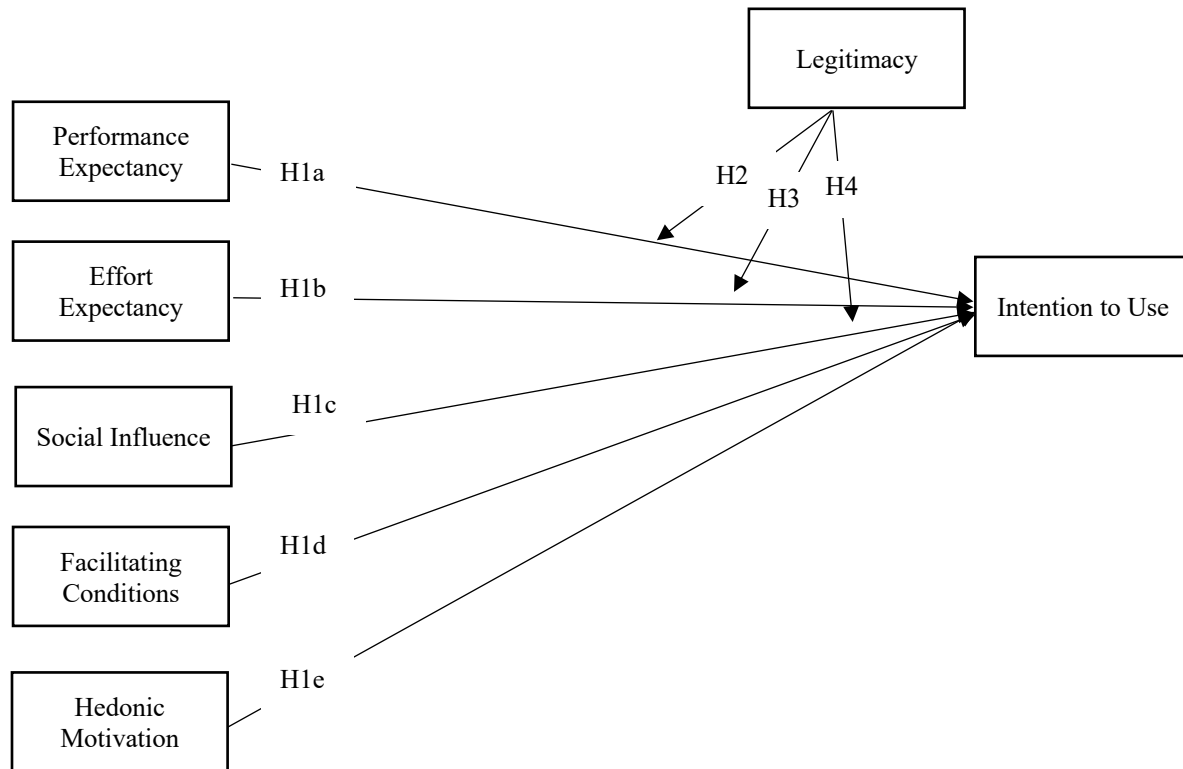 Legitimacy
Performance
Expectancy
H1a
H2
H3
H4
Effort
Expectancy
H1b
Intention to Use
Social Influence
H1c
Facilitating
Conditions
H1d
Hedonic
Motivation
H1e